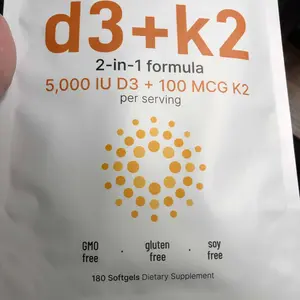 d3+k2
2-in-1 formula
5,000 IU D3 + 100 MCG K2
per serving
GMO free . gluten free . soy free
180 Softgels Dietary Supplement